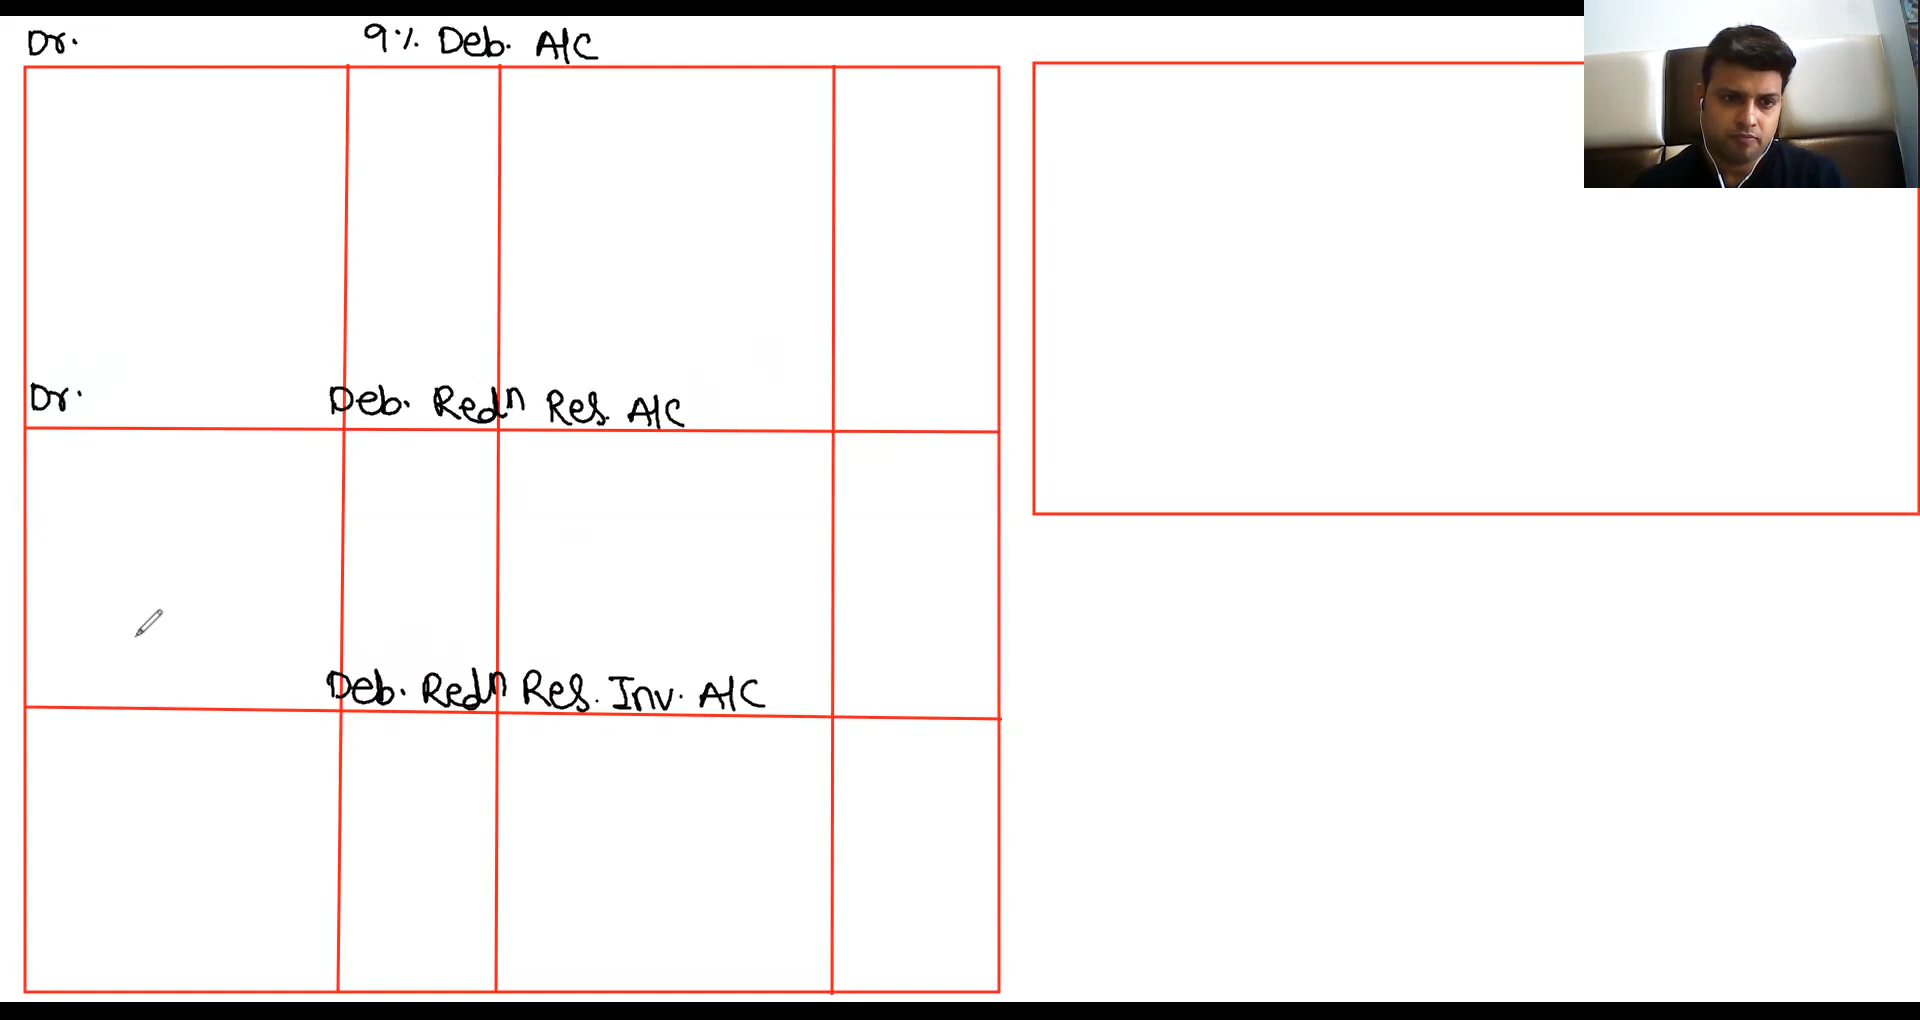 Dr. 9% Deb. A/C
Dr. Deb. Redn Res. A/C
Deb. Redn Res. Inv. A/C